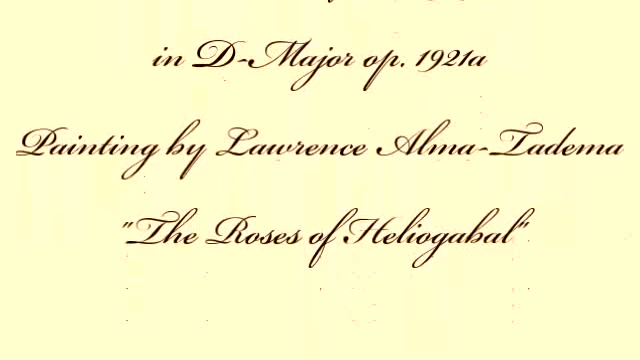 in D-Major op. 1921a
Painting by Lawrence Alma-Tadema
"The Roses of Heliogabal"